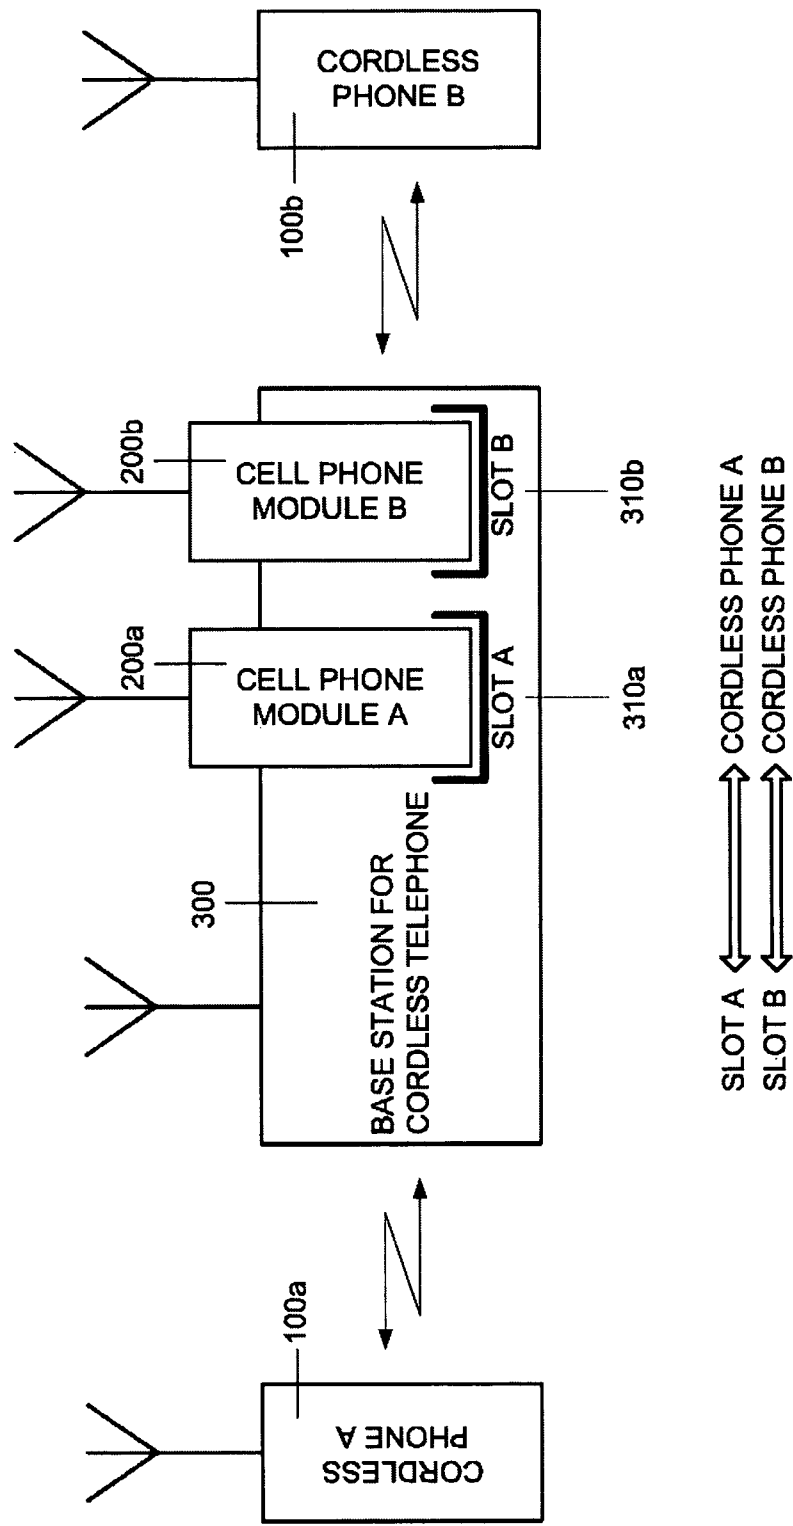 CORDLESS
PHONE B
100b
200b
CELL PHONE
MODULE B
SLOT B
310b
200a
CELL PHONE
MODULE A
SLOT A
310a
300
BASE STATION FOR
CORDLESS TELEPHONE
100a
CORDLESS
PHONE A
SLOT A CORDLESS PHONE A
SLOT B CORDLESS PHONE B